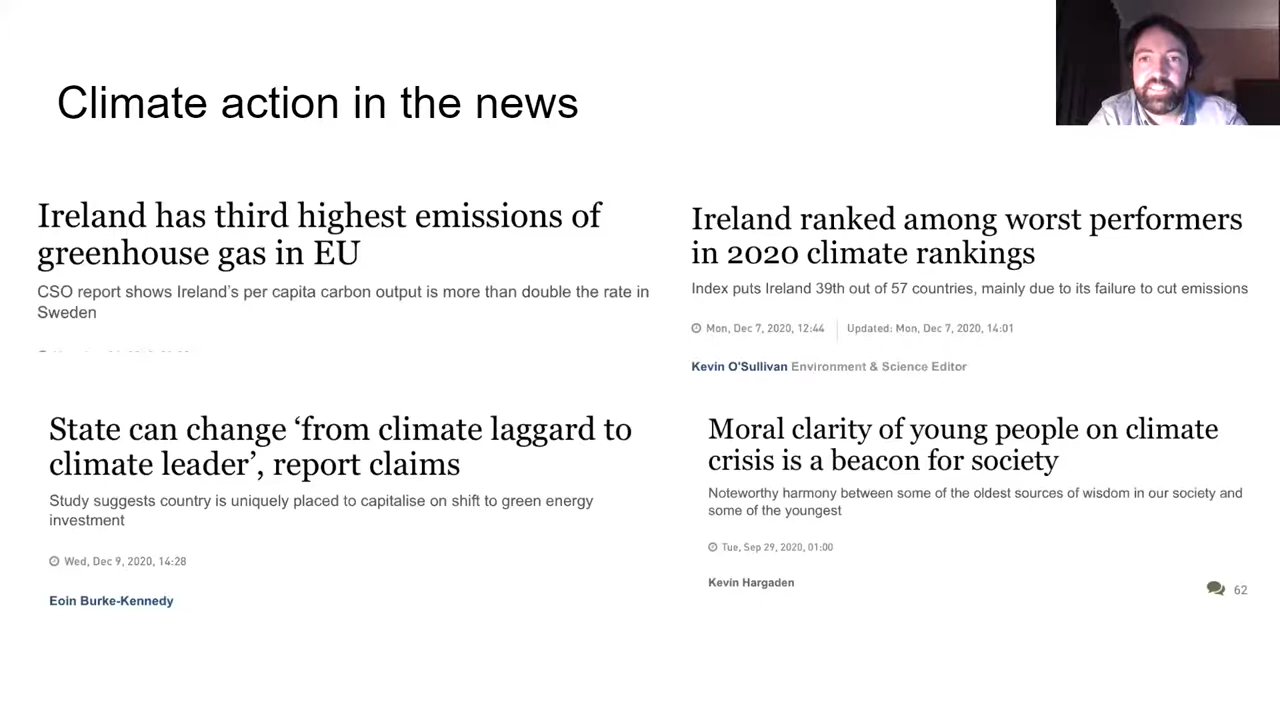 Climate action in the news
Ireland has third highest emissions of
greenhouse gas in EU
CSO report shows Ireland's per capita carbon output is more than double the rate in
Sweden
Ireland ranked among worst performers
in 2020 climate rankings
Index puts Ireland 39th out of 57 countries, mainly due to its failure to cut emissions
Mon, Dec 7, 2020, 12:44 Updated: Mon, Dec 7, 2020, 14:01
Kevin O'Sullivan Environment & Science Editor
State can change ‘from climate laggard to
climate leader’, report claims
Study suggests country is uniquely placed to capitalise on shift to green energy
investment
Wed, Dec 9, 2020, 14:28
Eoin Burke-Kennedy
Moral clarity of young people on climate
crisis is a beacon for society
Noteworthy harmony between some of the oldest sources of wisdom in our society and
some of the youngest
Tue, Sep 29, 2020, 01:00
Kevin Hargaden
62